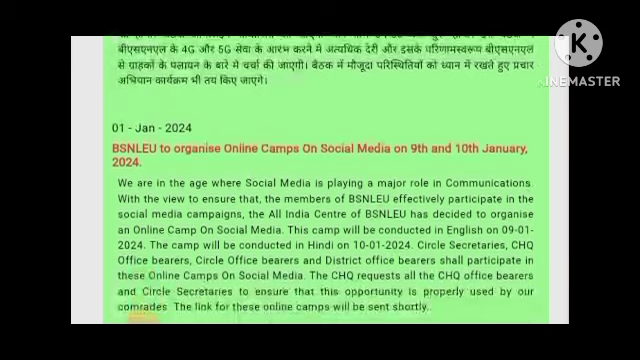 बीएसएनएल के 4G और 5G सेवा के आरंभ करने मे अत्यधिक देरी और इसके परिणामस्वरूप बीएसएनएल
से ग्राहकों के पलायन के बारे मे चर्चा की जाएगी। बैठक में मौजूदा परिस्थितियों को ध्यान में रखते हुए प्रचार
अभियान कार्यक्रम भी तय किए जाएंगे।
K
KINEMASTER
01 - Jan - 2024
BSNLEU to organise Online Camps On Social Media on 9th and 10th January,
2024.
We are in the age where Social Media is playing a major role in Communications.
With the view to ensure that, the members of BSNLEU effectively participate in the
social media campaigns, the All India Centre of BSNLEU has decided to organise
an Online Camp On Social Media. This camp will be conducted in English on 09-01-
2024. The camp will be conducted in Hindi on 10-01-2024. Circle Secretaries, CHQ
Office bearers, Circle Office bearers and District office bearers shall participate in
these Online Camps On Social Media. The CHQ requests all the CHQ office bearers
and Circle Secretaries to ensure that this opportunity is properly used by our
comrades. The link for these online camps will be sent shortly.